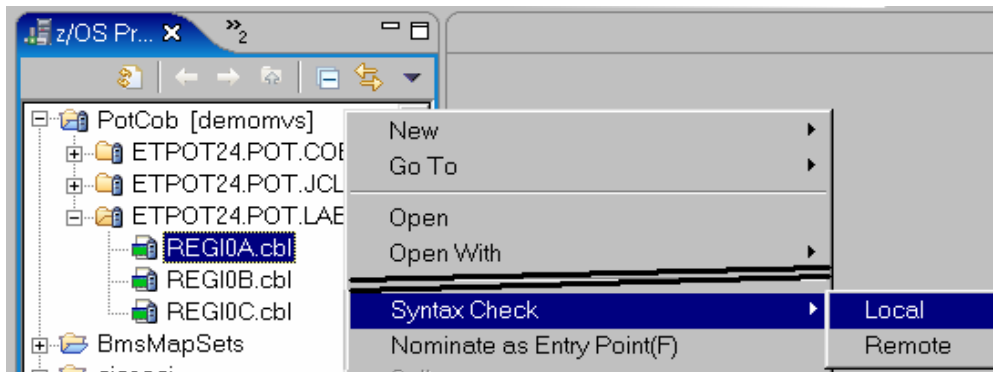 z/OS Pr...
»2
PotCob [demomvs]
ETPOT24.POT.COB
ETPOT24.POT.JCL
ETPOT24.POT.LAB
REGI0A.cbl
REGI0B.cbl
REGI0C.cbl
BmsMapSets
New
Go To
Open
Open With
Syntax Check
Nominate as Entry Point(F)
Local
Remote